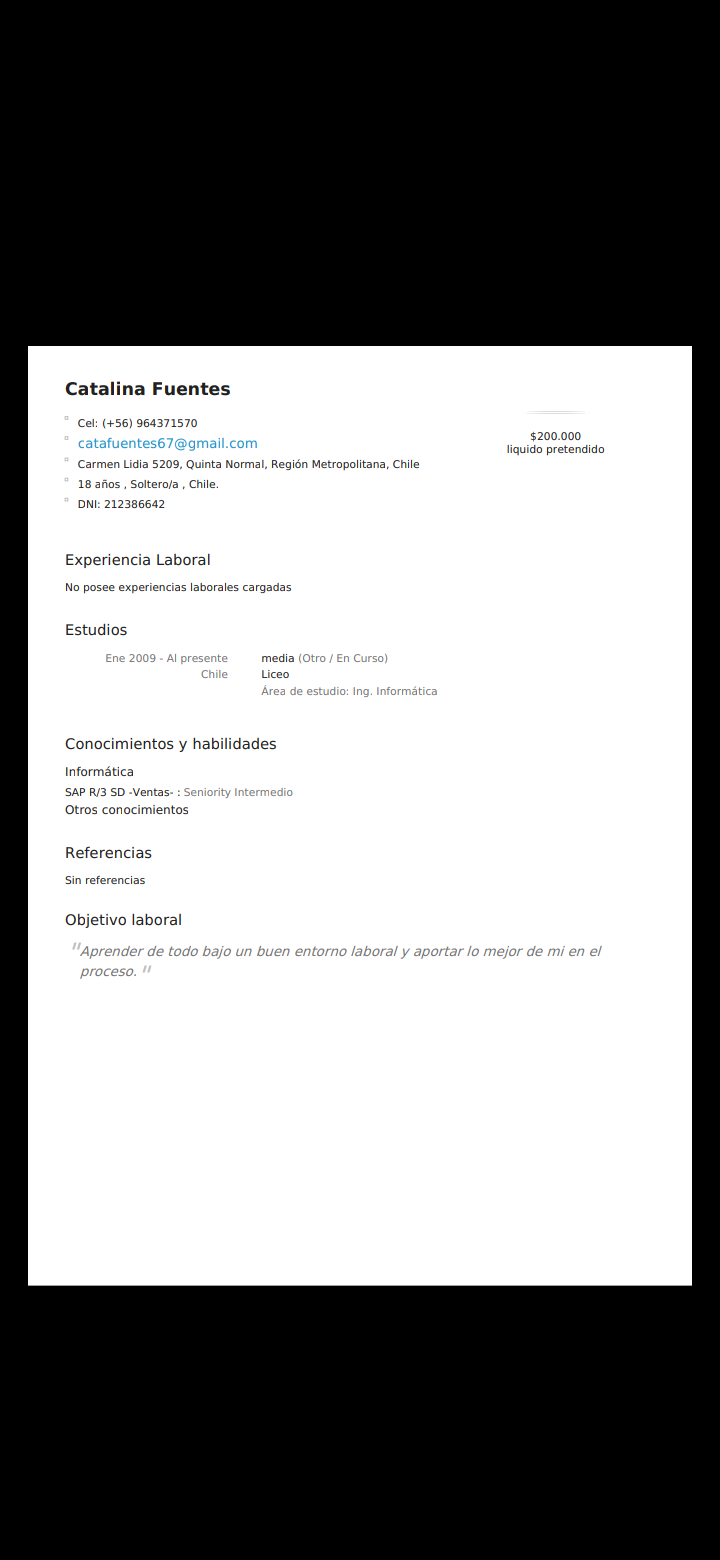 Catalina Fuentes
Cel: (+56) 964371570
catafuentes67@gmail.com
Carmen Lidia 5209, Quinta Normal, Región Metropolitana, Chile
18 años , Soltero/a , Chile.
DNI: 212386642
$200.000
liquido pretendido
Experiencia Laboral
No posee experiencias laborales cargadas
Estudios
Ene 2009 - Al presente media (Otro / En Curso)
Chile Liceo
Área de estudio: Ing. Informática
Conocimientos y habilidades
Informática
SAP R/3 SD -Ventas- : Seniority Intermedio
Otros conocimientos
Referencias
Sin referencias
Objetivo laboral
"Aprender de todo bajo un buen entorno laboral y aportar lo mejor de mi en el
proceso. "